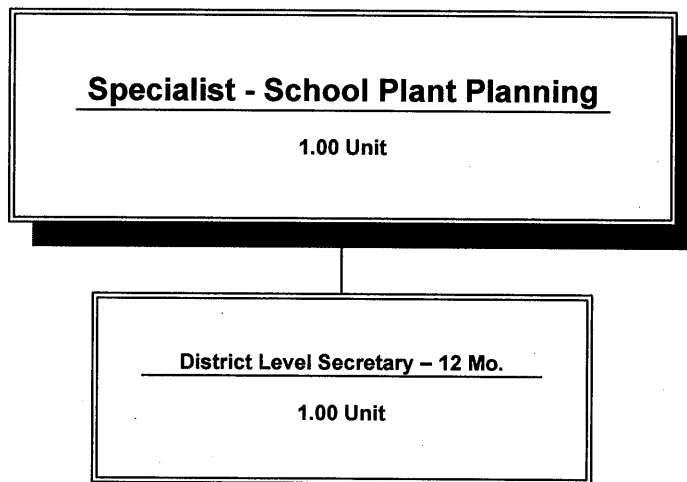 Specialist - School Plant Planning
1.00 Unit
District Level Secretary – 12 Mo.
1.00 Unit